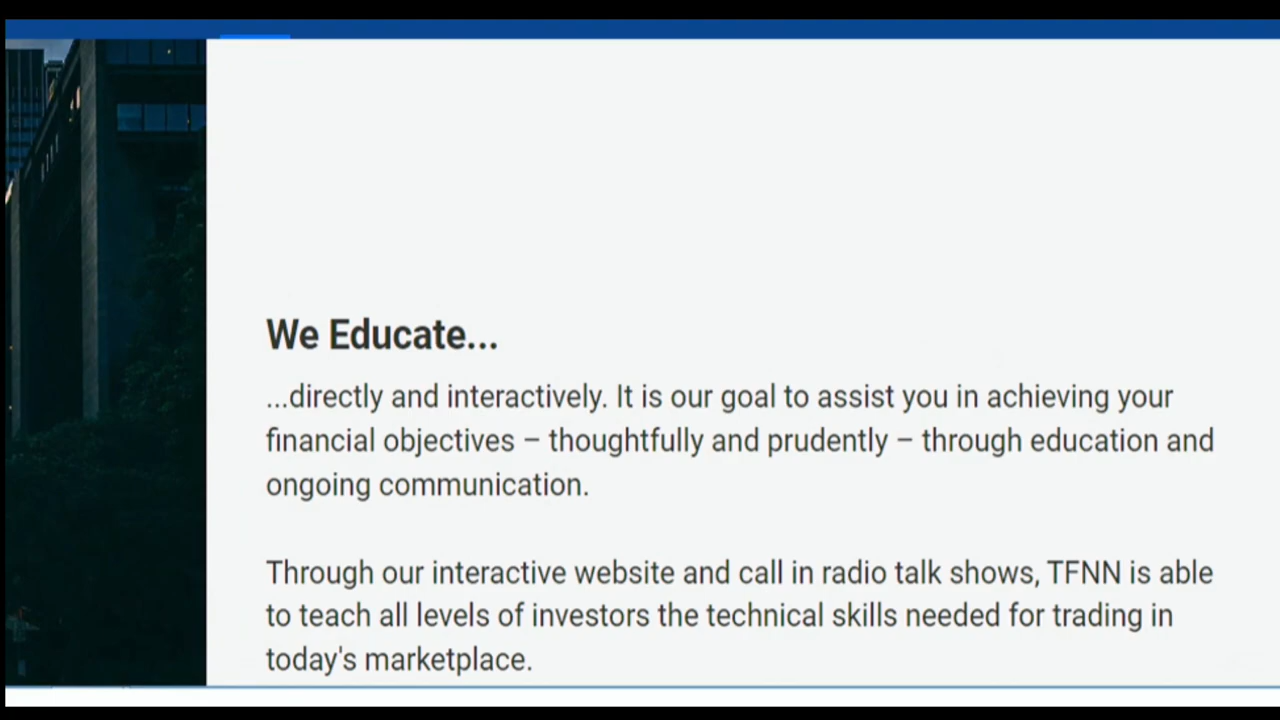 We Educate...
...directly and interactively. It is our goal to assist you in achieving your
financial objectives – thoughtfully and prudently – through education and
ongoing communication.
Through our interactive website and call in radio talk shows, TFNN is able
to teach all levels of investors the technical skills needed for trading in
today's marketplace.